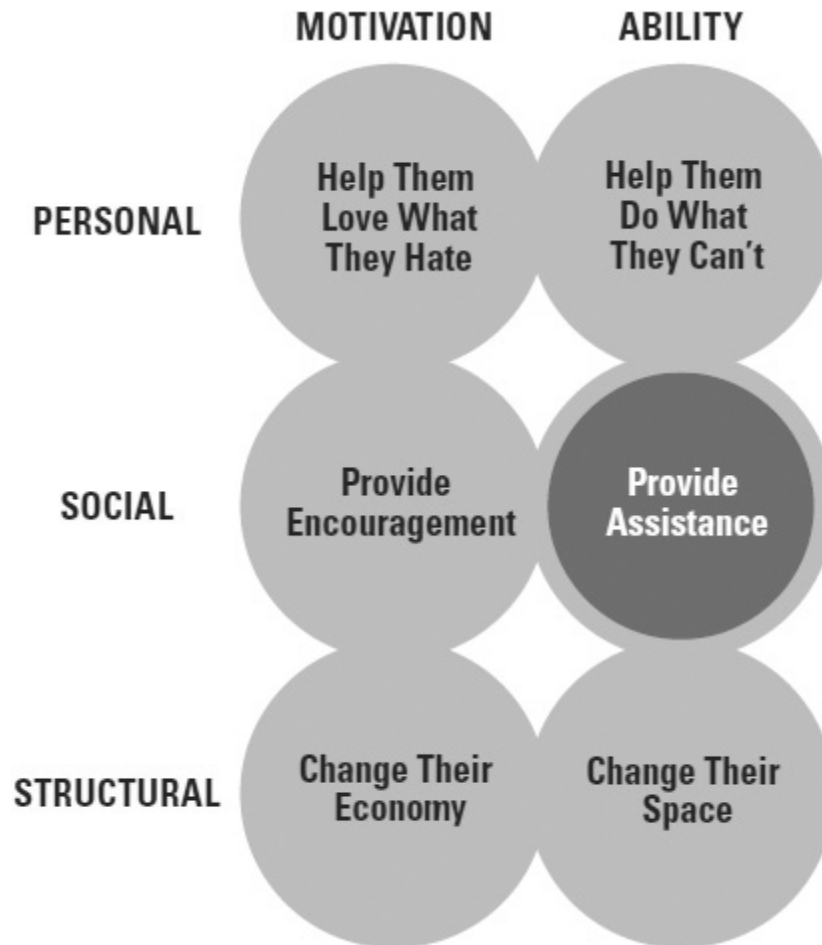 MOTIVATION ABILITY
PERSONAL
Help Them
Love What
They Hate
Help Them
Do What
They Can't
SOCIAL
Provide
Encouragement
Provide
Assistance
STRUCTURAL
Change Their
Economy
Change Their
Space